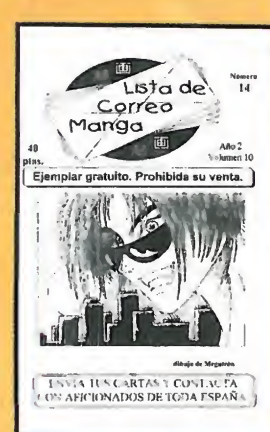 Lista de
Correo
Manga
Número
14
40
ptas.
Año 2
Volumen 10
Ejemplar gratuito. Prohibida su venta.
dibujo de Megatron
ENVIA TUS CARTAS Y CONTACTA
CON AFICIONADOS DE TODA ESPAÑA